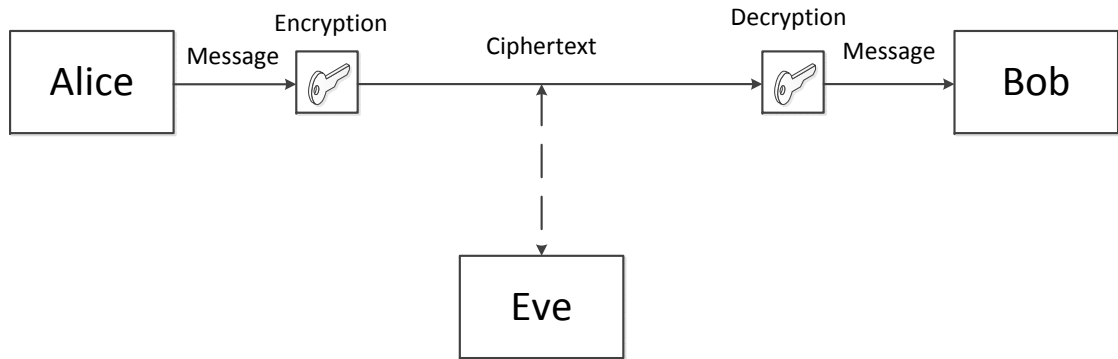 Encryption
Decryption
Ciphertext
Message
Message
Alice
Bob
Eve